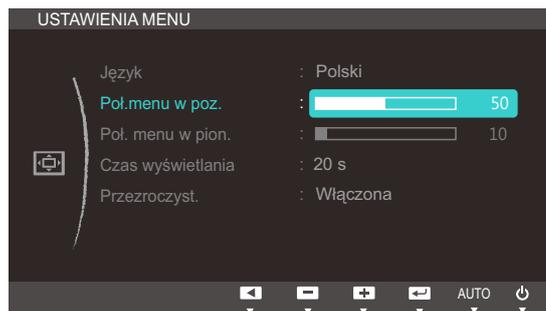 USTAWIENIA MENU
Język : Polski
Poł.menu w poz. : 50
Poł. menu w pion. : 10
Czas wyświetlania : 20 s
Przezroczyst. : Włączona
AUTO